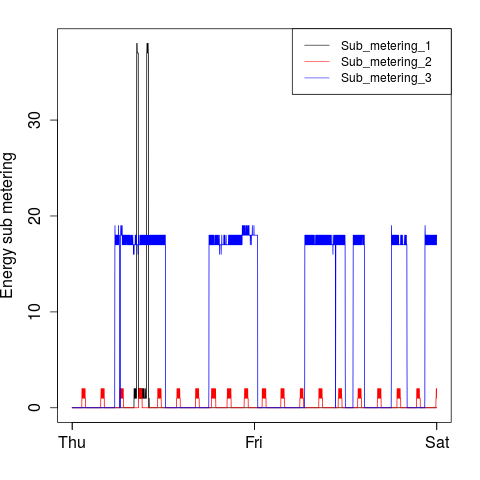 Sub_metering_1
Sub_metering_2
Sub_metering_3
Energy sub metering
30
20
10
0
Thu Fri Sat